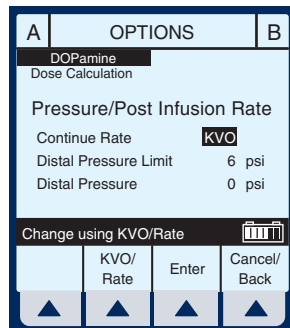 A OPTIONS B
DOPamine
Dose Calculation
Pressure/Post Infusion Rate
Continue Rate KVO
Distal Pressure Limit 6 psi
Distal Pressure 0 psi
Change using KVO/Rate
KVO/
Rate
Enter
Cancel/
Back